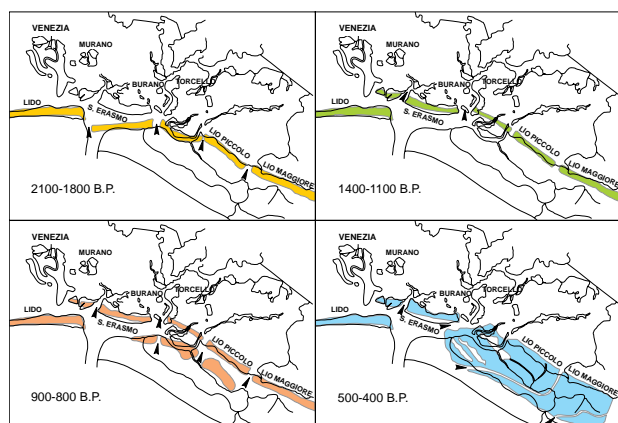 VENEZIA
MURANO
BURANO
TORCELLO
LIDO
S. ERASMO
LIO PICCOLO
LIO MAGGIORE
2100-1800 B.P.
VENEZIA
MURANO
BURANO
TORCELLO
LIDO
S. ERASMO
LIO PICCOLO
LIO MAGGIORE
1400-1100 B.P.
VENEZIA
MURANO
BURANO
TORCELLO
LIDO
S. ERASMO
LIO PICCOLO
LIO MAGGIORE
900-800 B.P.
VENEZIA
MURANO
BURANO
TORCELLO
LIDO
S. ERASMO
LIO PICCOLO
LIO MAGGIORE
500-400 B.P.